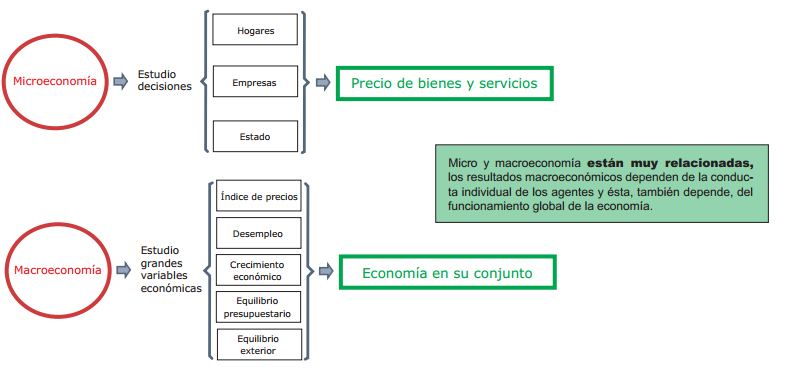 Microeconomía
Estudio
decisiones
Hogares
Empresas
Estado
Precio de bienes y servicios
Micro y macroeconomía están muy relacionadas,
los resultados macroeconómicos dependen de la conduc-
ta individual de los agentes y ésta, también depende, del
funcionamiento global de la economía.
Macroeconomía
Estudio
grandes
variables
económicas
Índice de precios
Desempleo
Crecimiento
económico
Equilibrio
presupuestario
Equilibrio
exterior
Economía en su conjunto